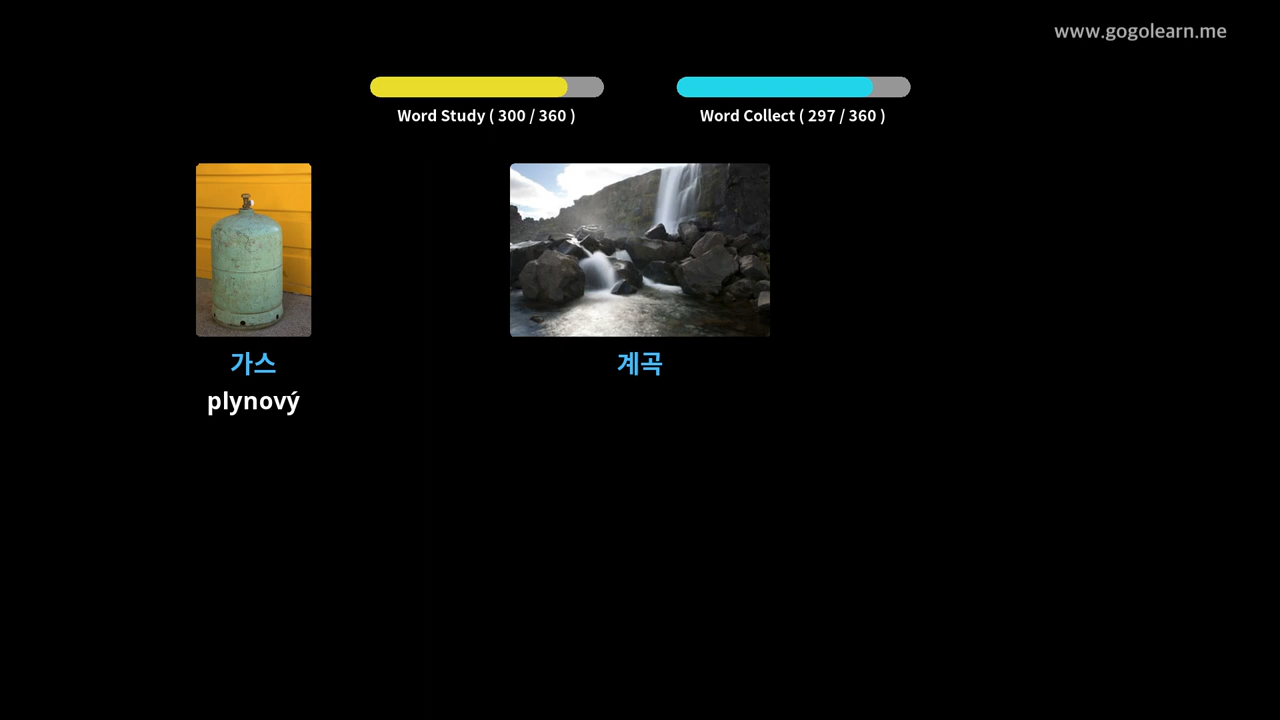 www.gogolearn.me
Word Study ( 300 / 360 )
Word Collect ( 297 / 360 )
가스
계곡
plynový